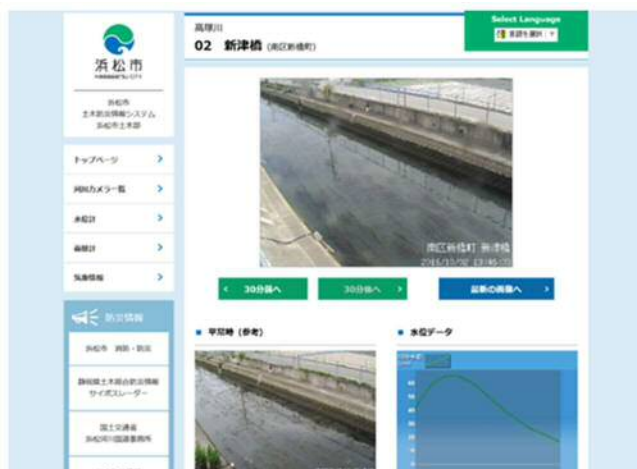 高塚川
02 新津橋 (南区新橋町)
Select Language
言語を選択
浜松市
浜松市
土木防災情報システム
浜松市土木部
トップページ
河川カメラ一覧
水位計
雨量計
気象情報
南区新橋町 新津橋
30分前へ
30分後へ
最新の画像へ
防災情報
平常時 (参考)
水位データ
浜松市 消防・防災
静岡県土木総合防災情報
サイポスレーダー
国土交通省
浜松河川国道事務所